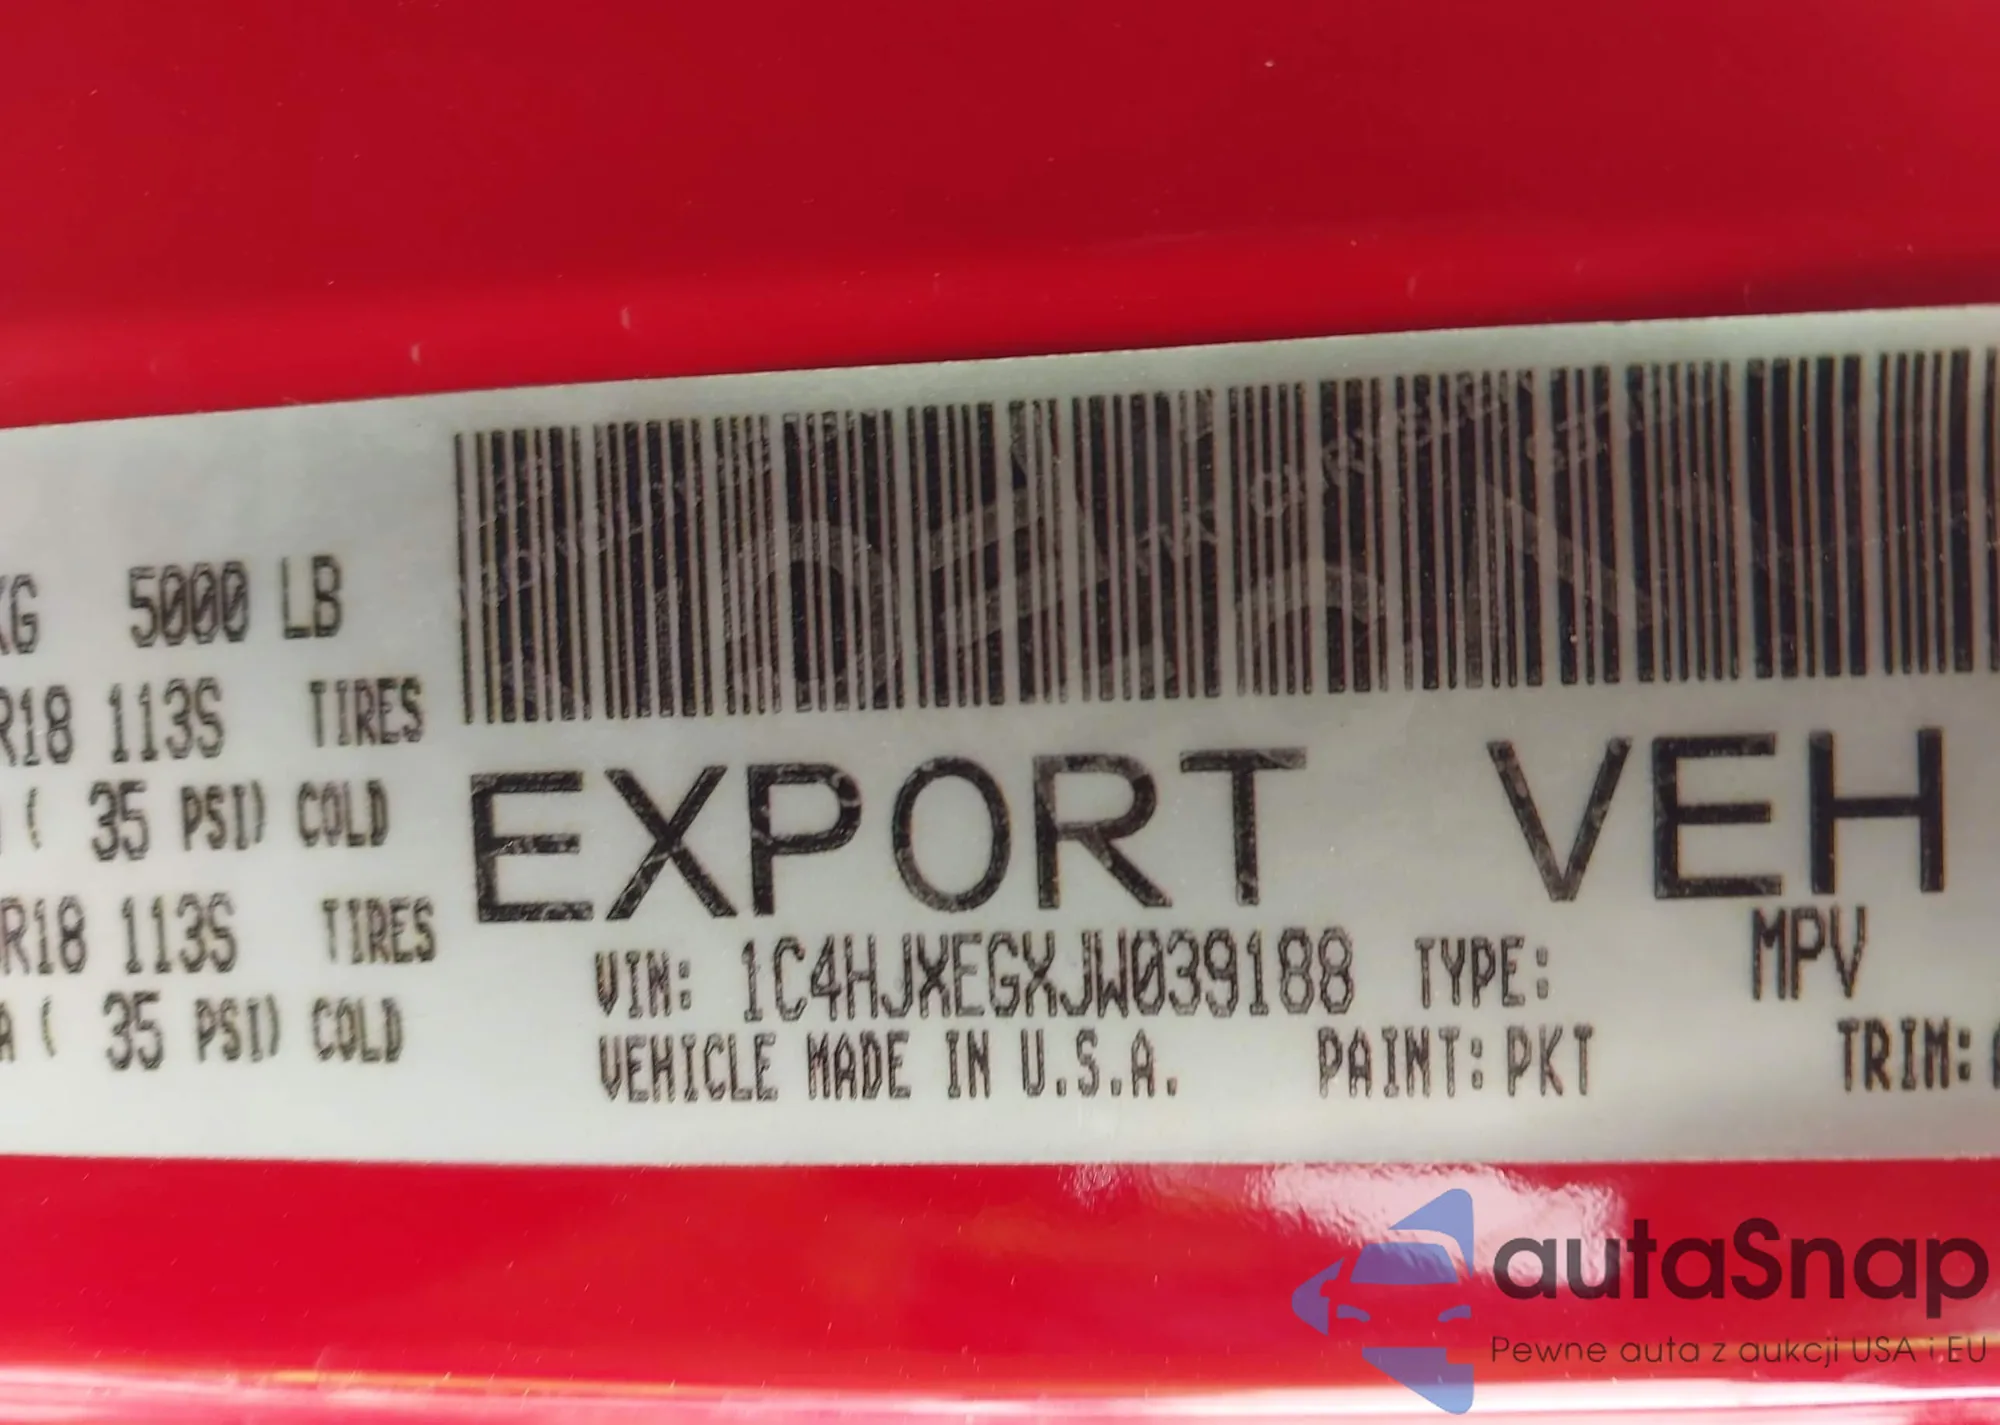 KG 5000 LB
R18 113S TIRES
( 35 PSI) COLD
R18 113S TIRES
A ( 35 PSI) COLD
EXPORT VEH
VIN: 1C4HJXEGXJW039188 TYPE: MPV
VEHICLE MADE IN U.S.A. PAINT: PKT TRIM: A
autaSnap
Pewne auta z aukcji USA i EU